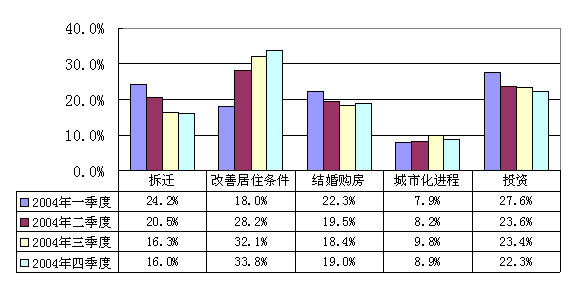 40.0%
30.0%
20.0%
10.0%
0.0%
拆迁 改善居住条件 结婚购房 城市化进程 投资
2004年一季度 24.2% 18.0% 22.3% 7.9% 27.6%
2004年二季度 20.5% 28.2% 19.5% 8.2% 23.6%
2004年三季度 16.3% 32.1% 18.4% 9.8% 23.4%
2004年四季度 16.0% 33.8% 19.0% 8.9% 22.3%